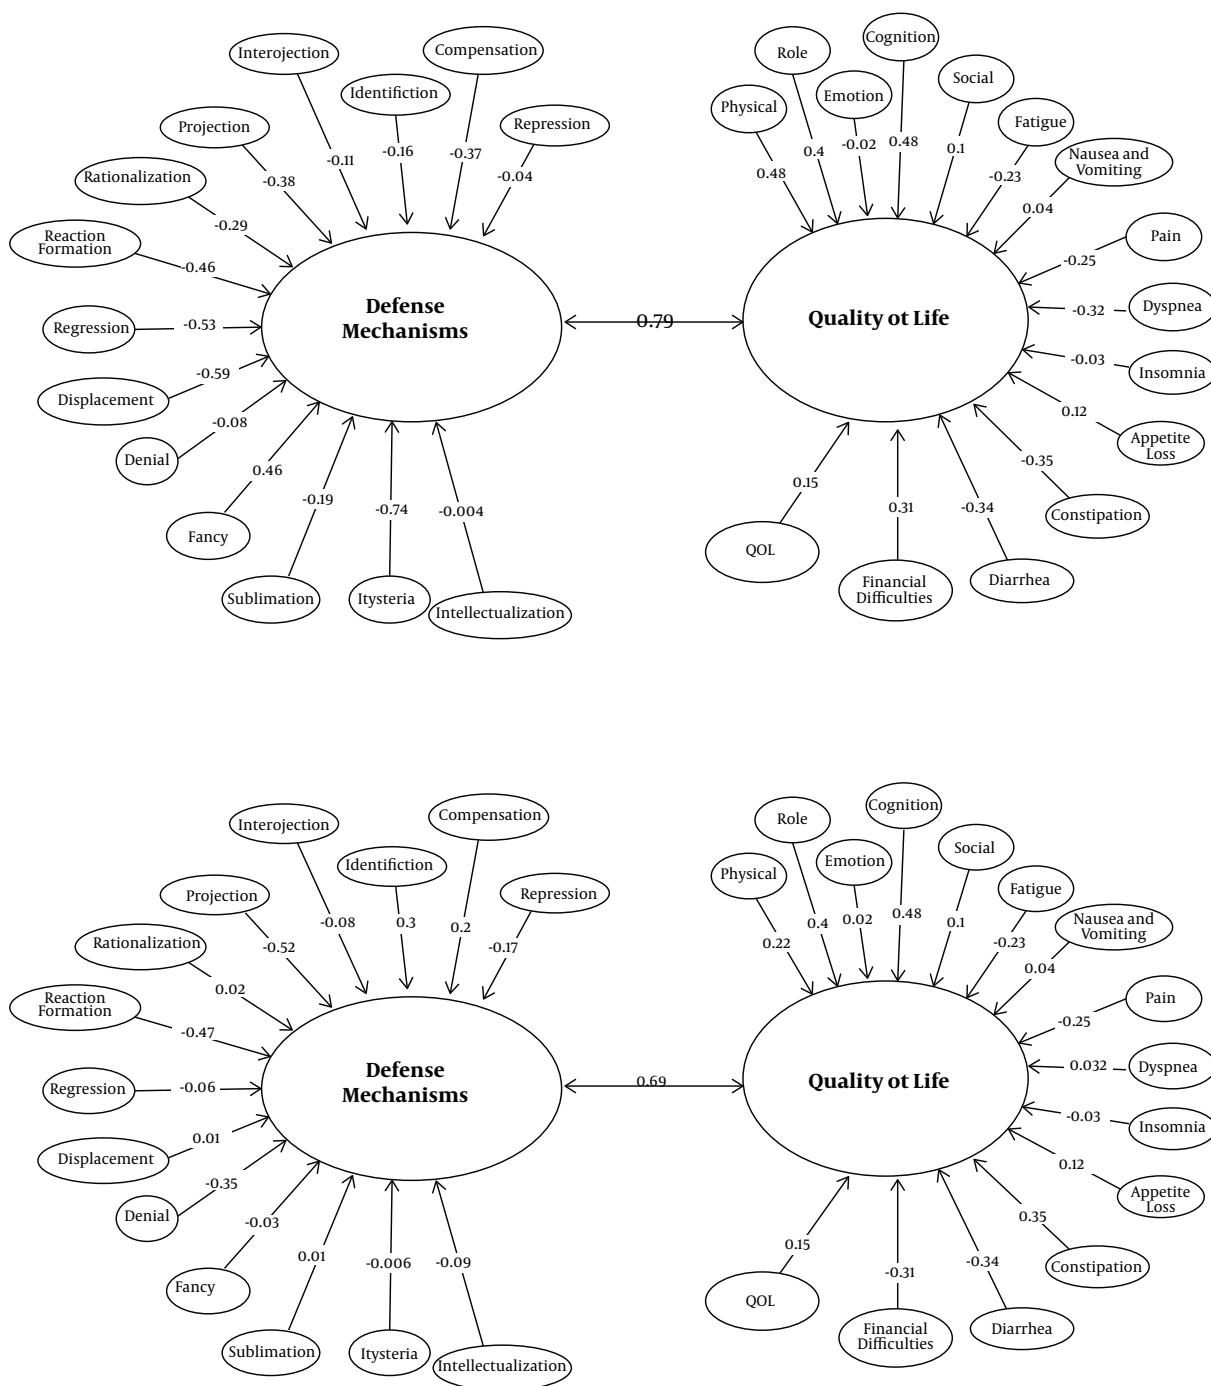 Interojection
Compensation
Identifiction
Repression
Projection
Rationalization
Reaction
Formation
Regression
Displacement
Denial
Fancy
Sublimation
Itysteria
Intellectualization
-0.11
-0.16
-0.37
-0.04
-0.38
-0.29
-0.46
-0.53
-0.59
-0.08
0.46
-0.19
-0.74
-0.004
Defense
Mechanisms
0.79
Role
Cognition
Physical
Emotion
Social
Fatigue
Nausea and
Vomiting
Pain
Dyspnea
Insomnia
Appetite
Loss
Constipation
Diarrhea
Financial
Difficulties
QOL
0.48
0.4
-0.02
0.48
0.1
-0.23
0.04
-0.25
-0.32
-0.03
0.12
-0.35
-0.34
0.31
0.15
Quality ot Life
Interojection
Compensation
Identifiction
Repression
Projection
Rationalization
Reaction
Formation
Regression
Displacement
Denial
Fancy
Sublimation
Itysteria
Intellectualization
-0.08
0.3
0.2
-0.17
-0.52
0.02
-0.47
-0.06
0.01
-0.35
-0.03
0.01
-0.006
-0.09
Defense
Mechanisms
0.69
Role
Cognition
Physical
Emotion
Social
Fatigue
Nausea and
Vomiting
Pain
Dyspnea
Insomnia
Appetite
Loss
Constipation
Diarrhea
Financial
Difficulties
QOL
0.22
0.4
0.02
0.48
0.1
-0.23
0.04
-0.25
0.032
-0.03
0.12
0.35
-0.34
-0.31
0.15
Quality ot Life